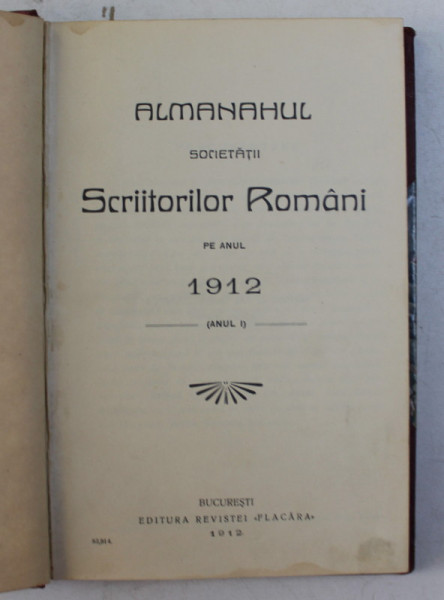 ALMANAHUL
SOCIETĂȚII
Scriitorilor Români
PE ANUL
1912
(ANUL I)
BUCUREȘTI
EDITURA REVISTEI «FLACĂRA»
1912